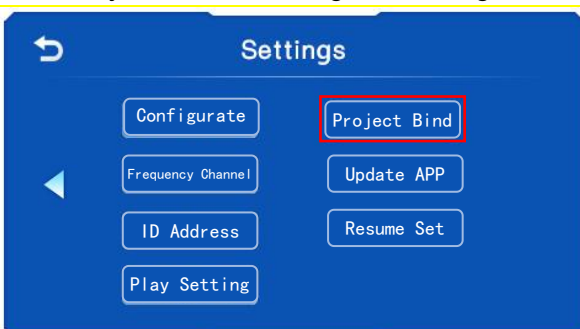 Settings
Configurate
Project Bind
Frequency Channel
Update APP
ID Address
Resume Set
Play Setting